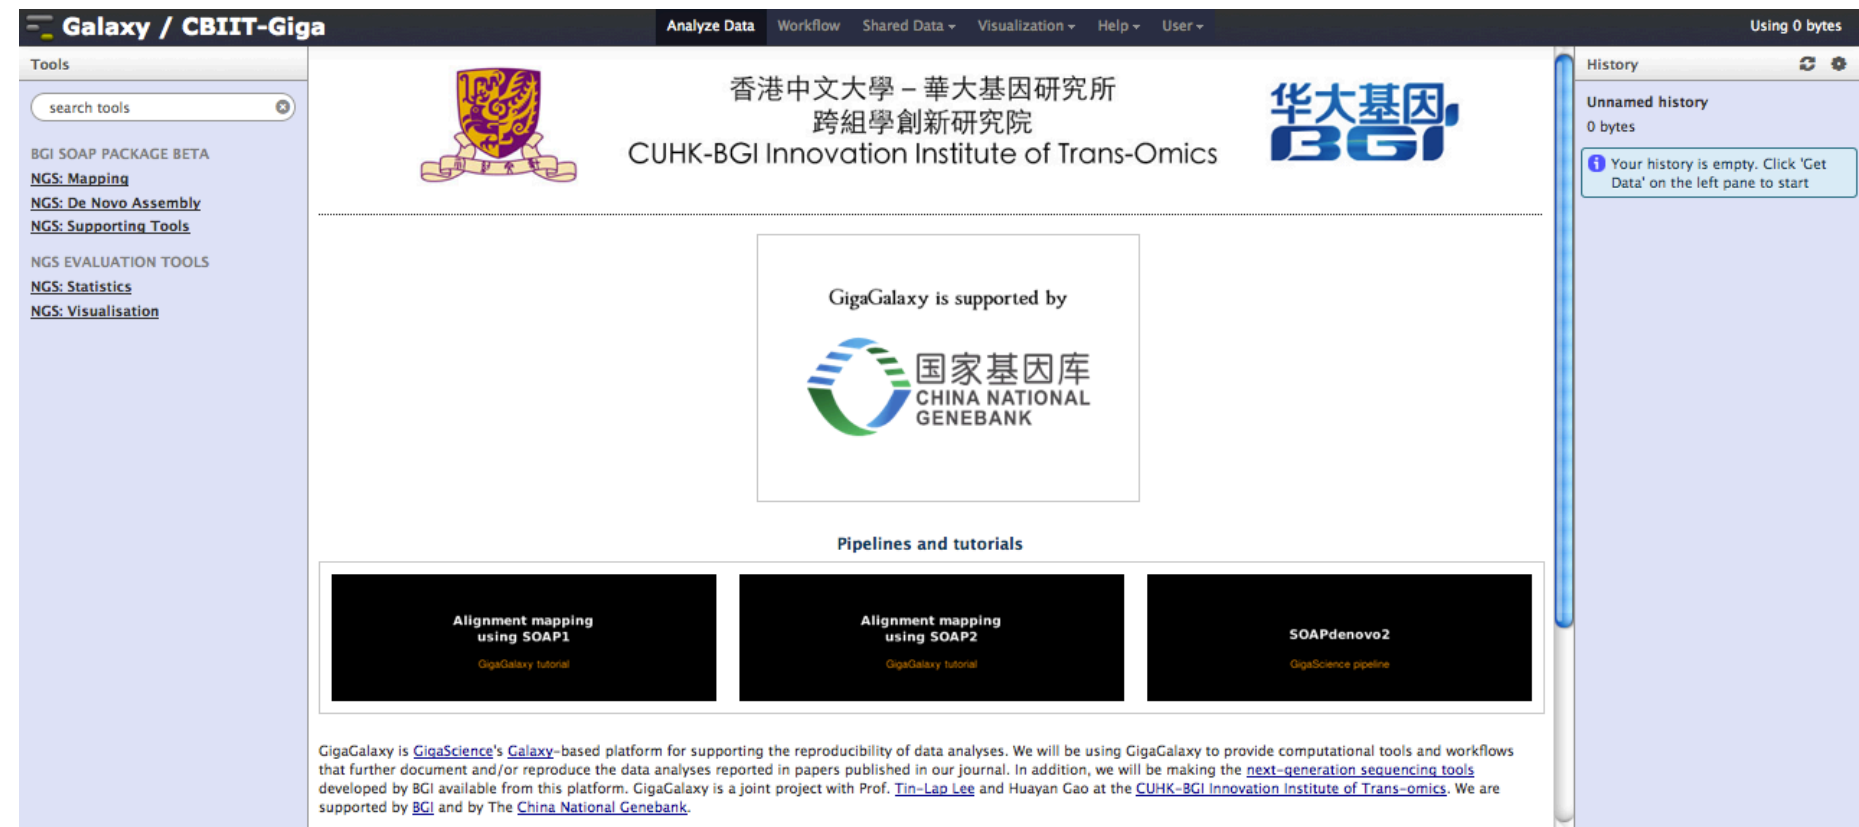 Galaxy / CBIIT-Giga
Analyze Data Workflow Shared Data Visualization Help User
Using 0 bytes
Tools
search tools
BGI SOAP PACKAGE BETA
NGS: Mapping
NGS: De Novo Assembly
NGS: Supporting Tools
NGS EVALUATION TOOLS
NGS: Statistics
NGS: Visualisation
香港中文大學 – 華大基因研究所
跨組學創新研究院
CUHK-BGI Innovation Institute of Trans-Omics
华大基因
BGI
GigaGalaxy is supported by
国家基因库
CHINA NATIONAL
GENEBANK
Pipelines and tutorials
Alignment mapping
using SOAP1
GigaGalaxy tutorial
Alignment mapping
using SOAP2
GigaGalaxy tutorial
SOAPdenovo2
GigaScience pipeline
GigaGalaxy is GigaScience's Galaxy-based platform for supporting the reproducibility of data analyses. We will be using GigaGalaxy to provide computational tools and workflows
that further document and/or reproduce the data analyses reported in papers published in our journal. In addition, we will be making the next-generation sequencing tools
developed by BGI available from this platform. GigaGalaxy is a joint project with Prof. Tin-Lap Lee and Huayan Gao at the CUHK-BGI Innovation Institute of Trans-omics. We are
supported by BGI and by The China National Genebank.
History
Unnamed history
0 bytes
Your history is empty. Click 'Get
Data' on the left pane to start